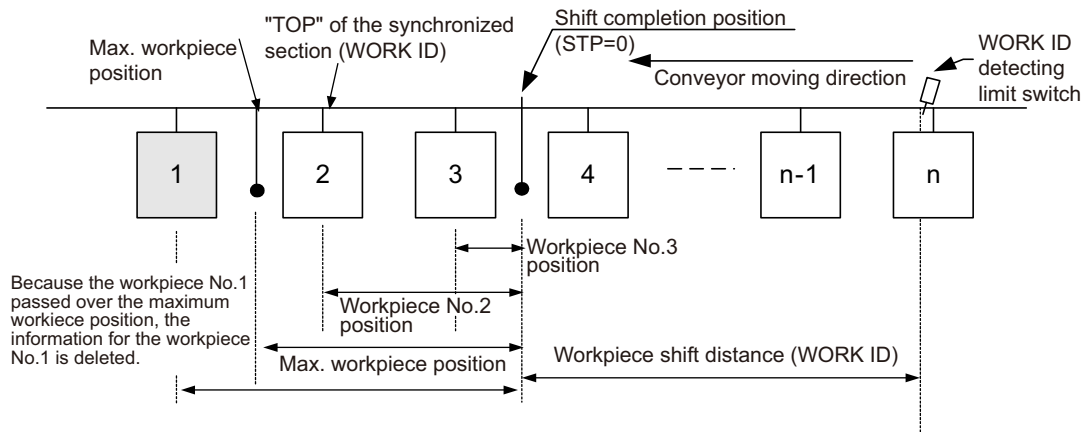 "TOP" of the synchronized
section (WORK ID)
Shift completion position
(STP=0)
Max. workpiece
position
Conveyor moving direction
WORK ID
detecting
limit switch
1
2
3
4
n-1
n
Workpiece No.3
position
Because the workpiece No.1
passed over the maximum
workiece position, the
information for the workpiece
No.1 is deleted.
Workpiece No.2
position
Max. workpiece position
Workpiece shift distance (WORK ID)